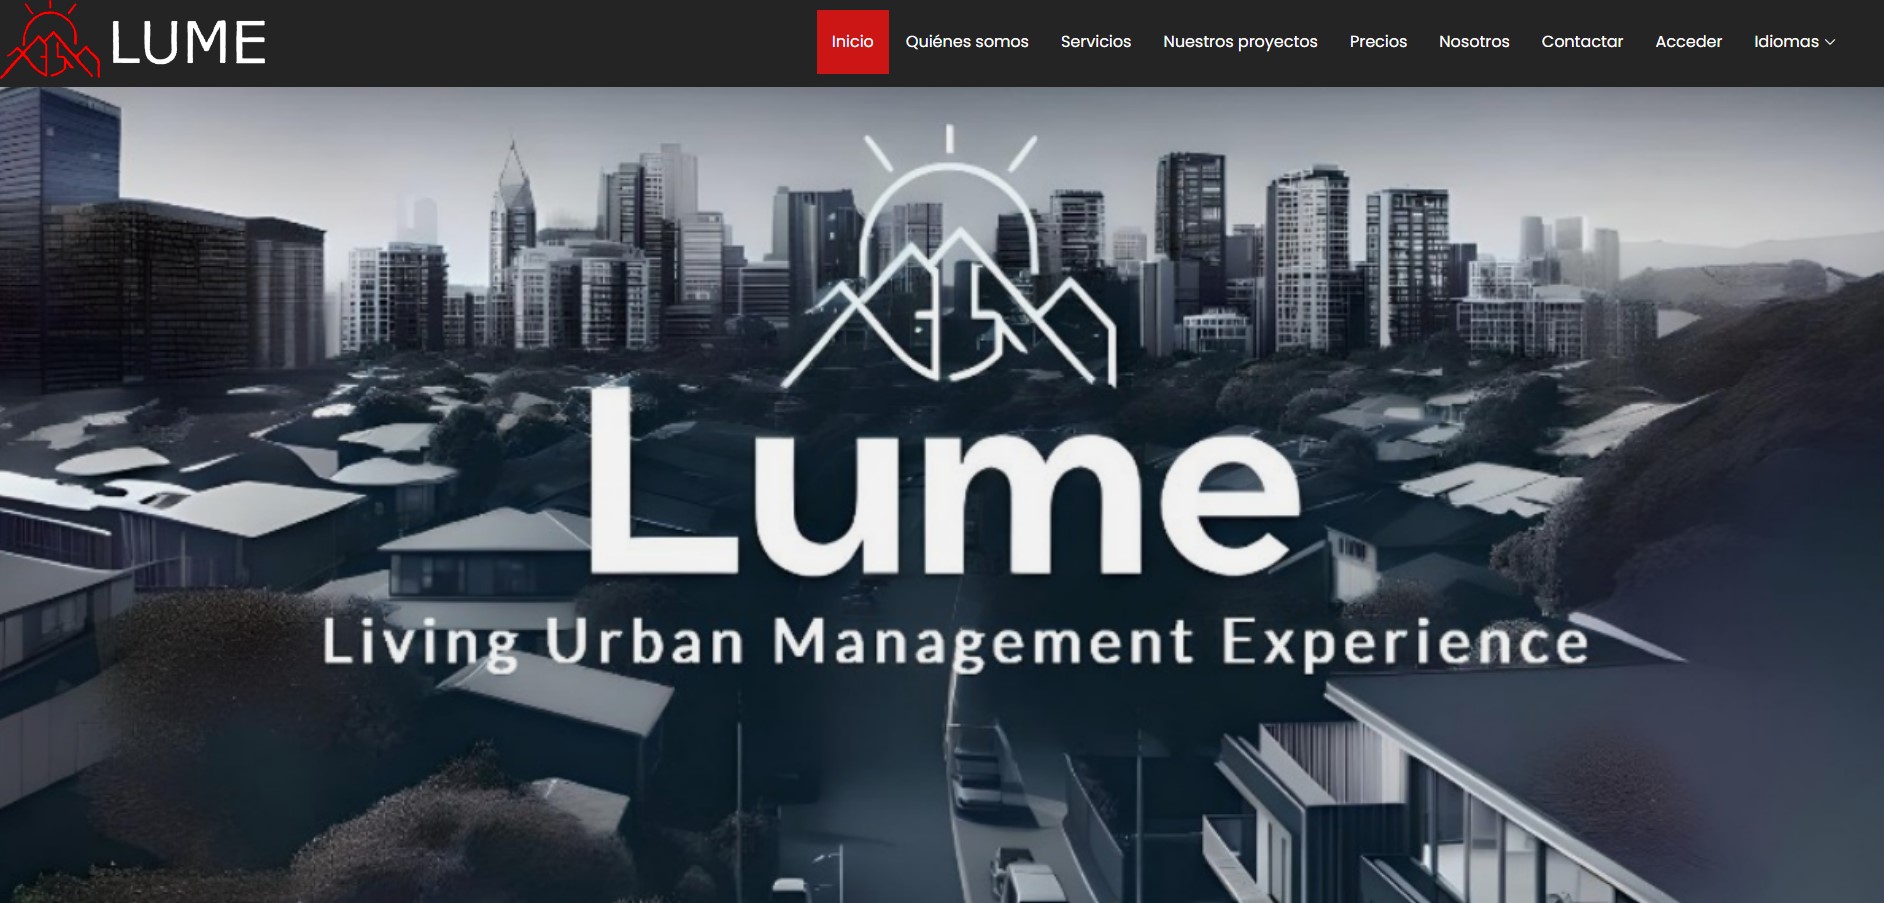 LUME
Inicio Quiénes somos Servicios Nuestros proyectos Precios Nosotros Contactar Acceder Idiomas
Lume
Living Urban Management Experience